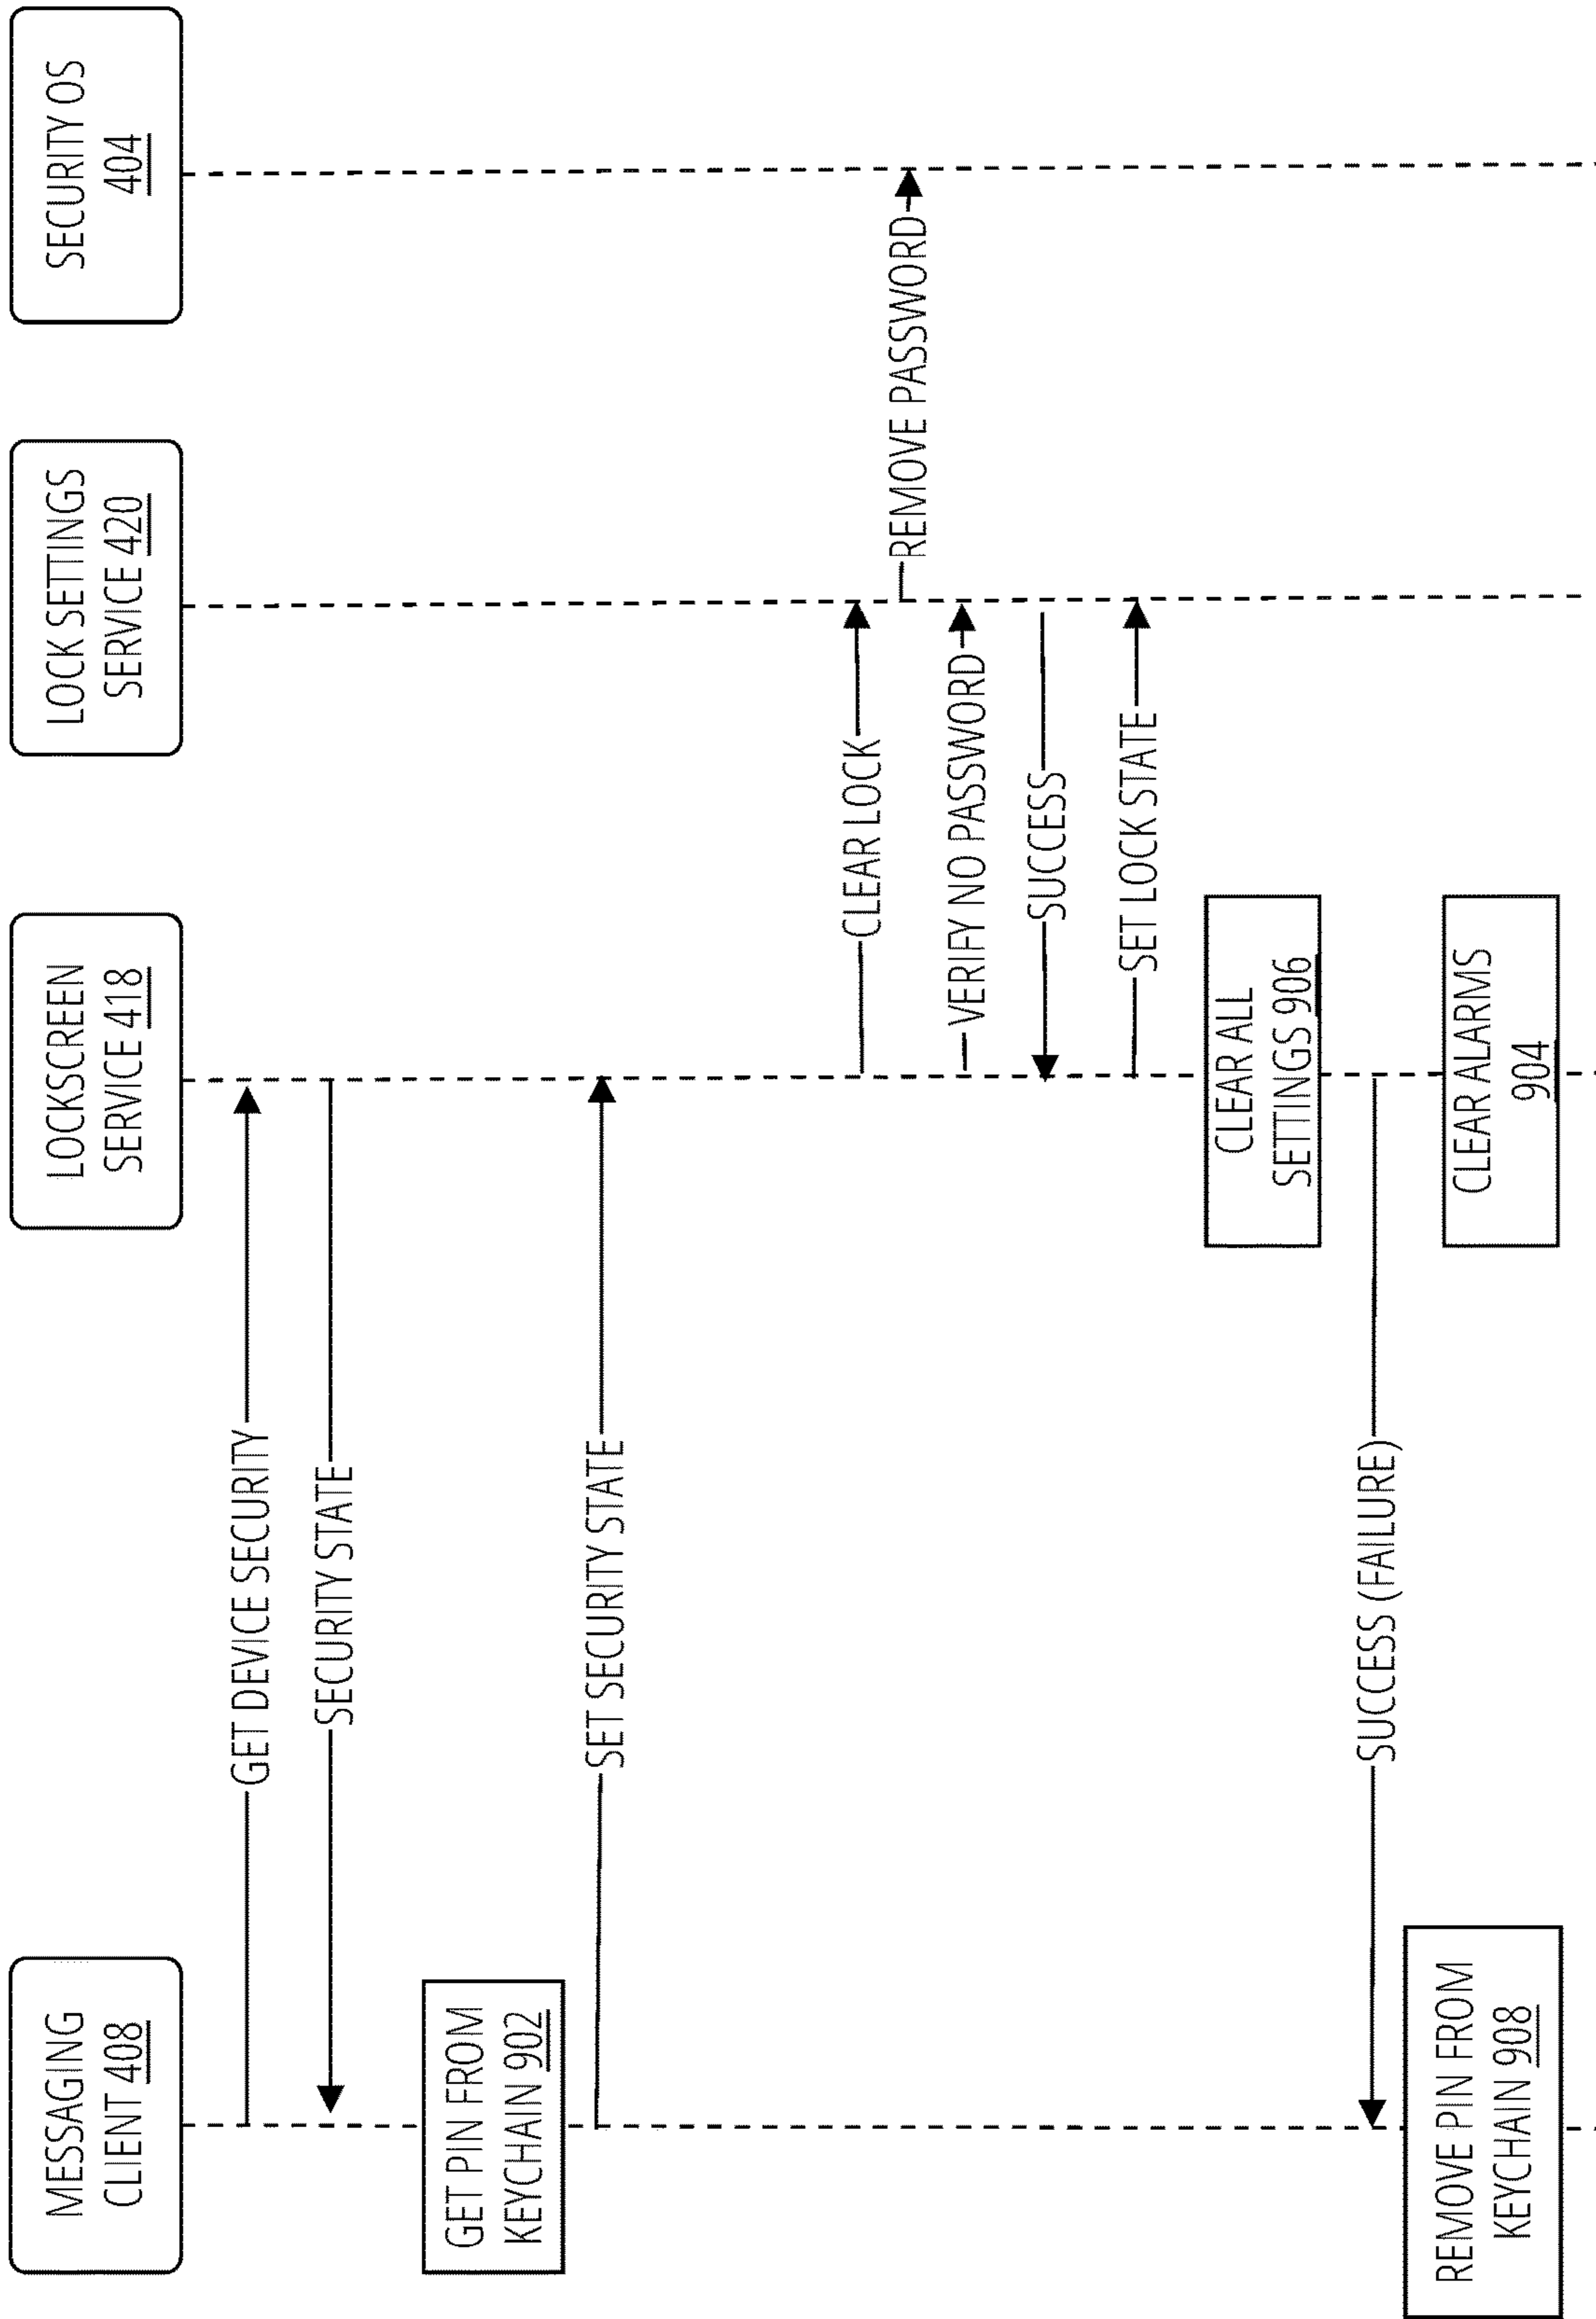 MESSAGING
CLIENT 408
LOCKSCREEN
SERVICE 418
LOCK SETTINGS
SERVICE 420
SECURITY OS
404
GET DEVICE SECURITY
SECURITY STATE
GET PIN FROM
KEYCHAIN 902
SET SECURITY STATE
CLEAR LOCK
REMOVE PASSWORD
VERIFY NO PASSWORD
SUCCESS
SET LOCK STATE
CLEAR ALL
SETTINGS 906
SUCCESS (FAILURE)
REMOVE PIN FROM
KEYCHAIN 908
CLEAR ALARMS
904